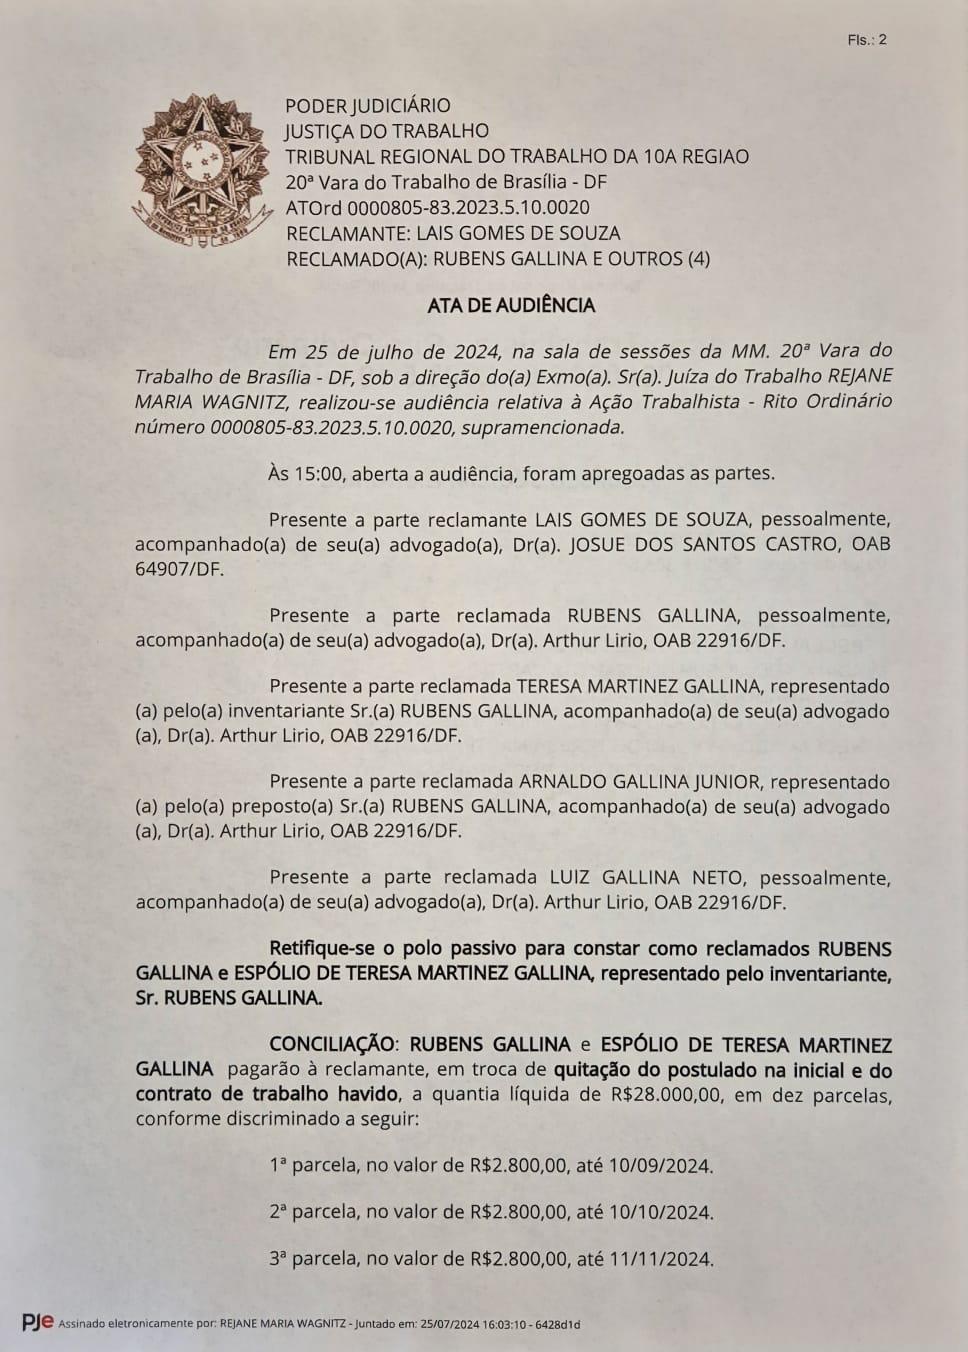 Fls.: 2
PODER JUDICIÁRIO
JUSTIÇA DO TRABALHO
TRIBUNAL REGIONAL DO TRABALHO DA 10A REGIAO
20ª Vara do Trabalho de Brasília - DF
ATOrd 0000805-83.2023.5.10.0020
RECLAMANTE: LAIS GOMES DE SOUZA
RECLAMADO(A): RUBENS GALLINA E OUTROS (4)
ATA DE AUDIÊNCIA
Em 25 de julho de 2024, na sala de sessões da MM. 20ª Vara do
Trabalho de Brasília - DF, sob a direção do(a) Exmo(a). Sr(a). Juíza do Trabalho REJANE
MARIA WAGNITZ, realizou-se audiência relativa à Ação Trabalhista - Rito Ordinário
número 0000805-83.2023.5.10.0020, supramencionada.
Às 15:00, aberta a audiência, foram apregoadas as partes.
Presente a parte reclamante LAIS GOMES DE SOUZA, pessoalmente,
acompanhado(a) de seu(a) advogado(a), Dr(a). JOSUE DOS SANTOS CASTRO, OAB
64907/DF.
Presente a parte reclamada RUBENS GALLINA, pessoalmente,
acompanhado(a) de seu(a) advogado(a), Dr(a). Arthur Lirio, OAB 22916/DF.
Presente a parte reclamada TERESA MARTINEZ GALLINA, representado
(a) pelo(a) inventariante Sr.(a) RUBENS GALLINA, acompanhado(a) de seu(a) advogado
(a), Dr(a). Arthur Lirio, OAB 22916/DF.
Presente a parte reclamada ARNALDO GALLINA JUNIOR, representado
(a) pelo(a) preposto(a) Sr.(a) RUBENS GALLINA, acompanhado(a) de seu(a) advogado
(a), Dr(a). Arthur Lirio, OAB 22916/DF.
Presente a parte reclamada LUIZ GALLINA NETO, pessoalmente,
acompanhado(a) de seu(a) advogado(a), Dr(a). Arthur Lirio, OAB 22916/DF.
Retifique-se o polo passivo para constar como reclamados RUBENS
GALLINA e ESPÓLIO DE TERESA MARTINEZ GALLINA, representado pelo inventariante,
Sr. RUBENS GALLINA.
CONCILIAÇÃO: RUBENS GALLINA e ESPÓLIO DE TERESA MARTINEZ
GALLINA pagarão à reclamante, em troca de quitação do postulado na inicial e do
contrato de trabalho havido, a quantia líquida de R$28.000,00, em dez parcelas,
conforme discriminado a seguir:
1ª parcela, no valor de R$2.800,00, até 10/09/2024.
2ª parcela, no valor de R$2.800,00, até 10/10/2024.
3ª parcela, no valor de R$2.800,00, até 11/11/2024.
PJe Assinado eletronicamente por: REJANE MARIA WAGNITZ - Juntado em: 25/07/2024 16:03:10 - 6428d1d